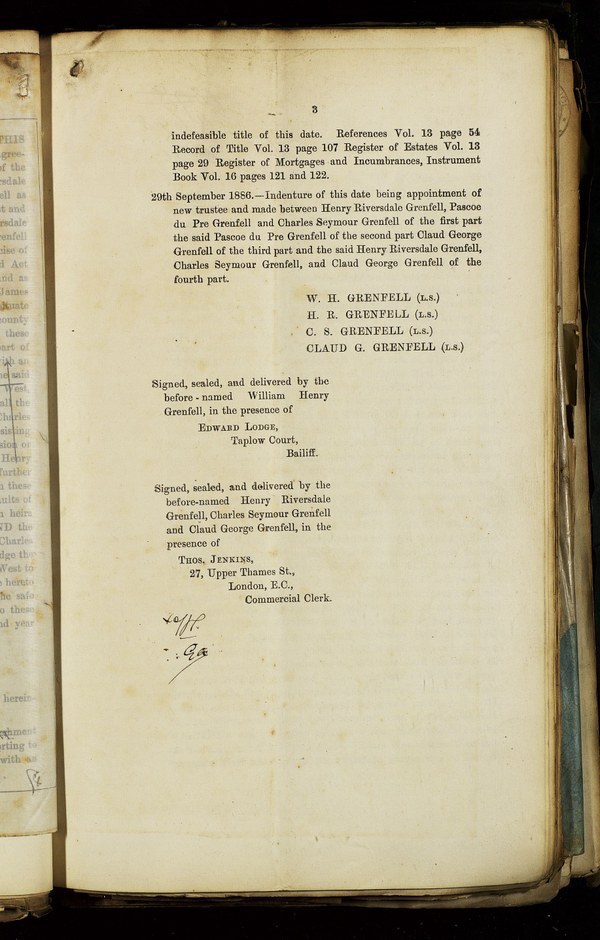 3
indefeasible title of this date. References Vol. 13 page 54
Record of Title Vol. 13 page 107 Register of Estates Vol. 13
page 29 Register of Mortgages and Incumbrances, Instrument
Book Vol. 16 pages 121 and 122.
29th September 1886.—Indenture of this date being appointment of
new trustee and made between Henry Riversdale Grenfell, Pascoe
du Pre Grenfell and Charles Seymour Grenfell of the first part
the said Pascoe du Pre Grenfell of the second part Claud George
Grenfell of the third part and the said Henry Riversdale Grenfell,
Charles Seymour Grenfell, and Claud George Grenfell of the
fourth part.
W. H. GRENFELL (L.S.)
H. R. GRENFELL (L.S.)
C. S. GRENFELL (L.S.)
CLAUD G. GRENFELL (L.S.)
Signed, sealed, and delivered by the
before-named William Henry
Grenfell, in the presence of
EDWARD LODGE,
Taplow Court,
Bailiff.
Signed, sealed, and delivered by the
before-named Henry Riversdale
Grenfell, Charles Seymour Grenfell
and Claud George Grenfell, in the
presence of
THOS. JENKINS,
27, Upper Thames St.,
London, E.C.,
Commercial Clerk.